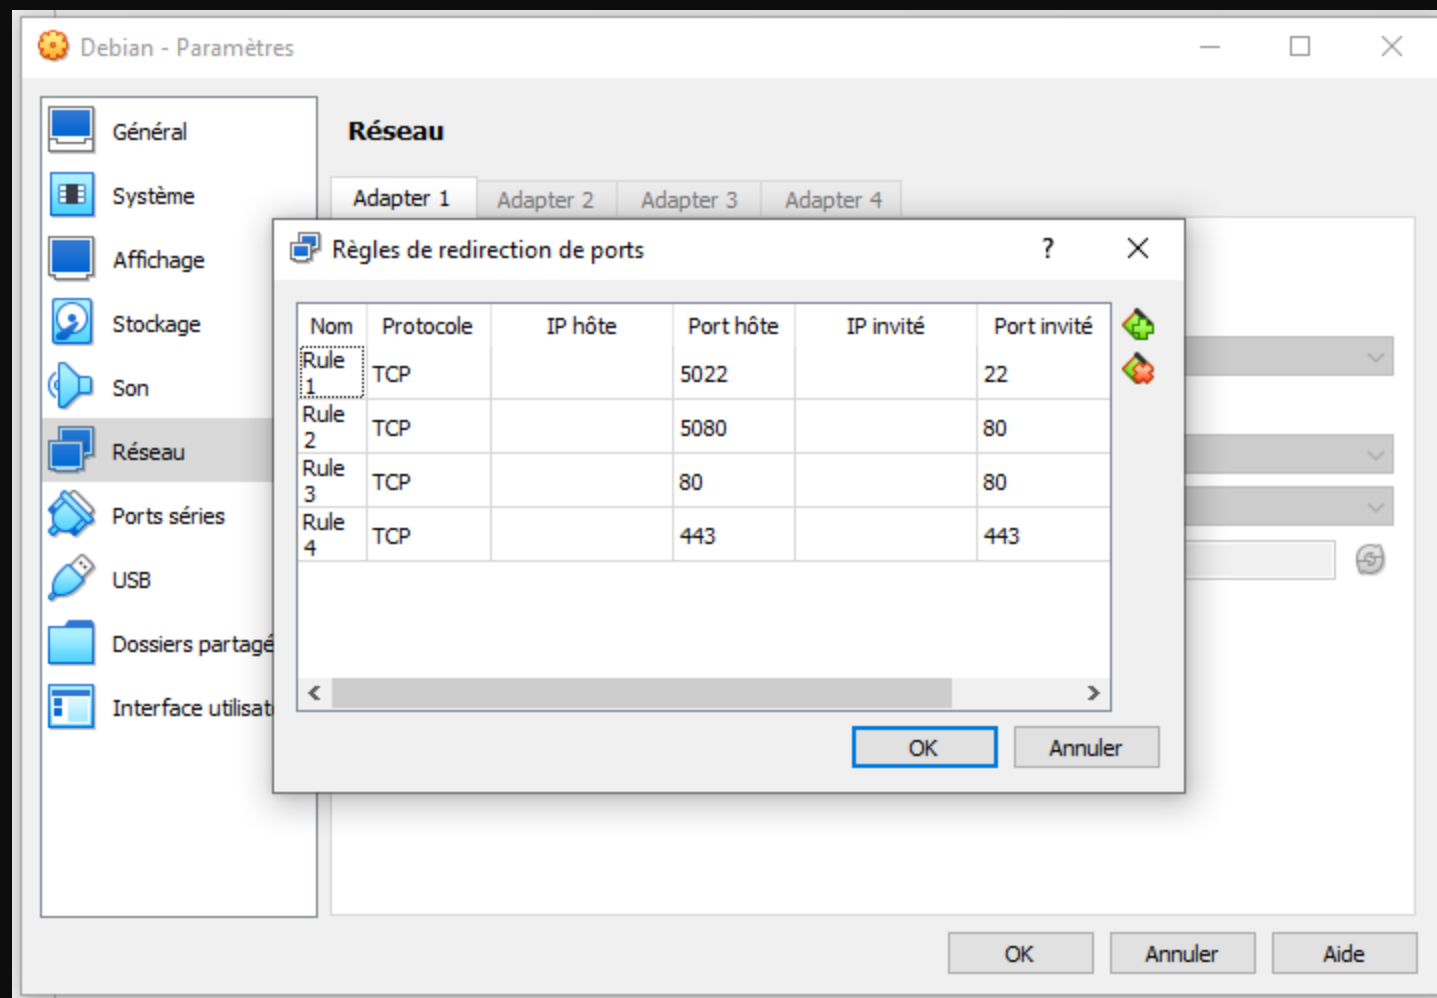 Debian - Paramètres
Général
Système
Affichage
Stockage
Son
Réseau
Ports séries
USB
Dossiers partagé
Interface utilisat
Réseau
Adapter 1 Adapter 2 Adapter 3 Adapter 4
Règles de redirection de ports ?
Nom Protocole IP hôte Port hôte IP invité Port invité
Rule 1 TCP 5022 22
Rule 2 TCP 5080 80
Rule 3 TCP 80 80
Rule 4 TCP 443 443
OK Annuler
OK Annuler Aide